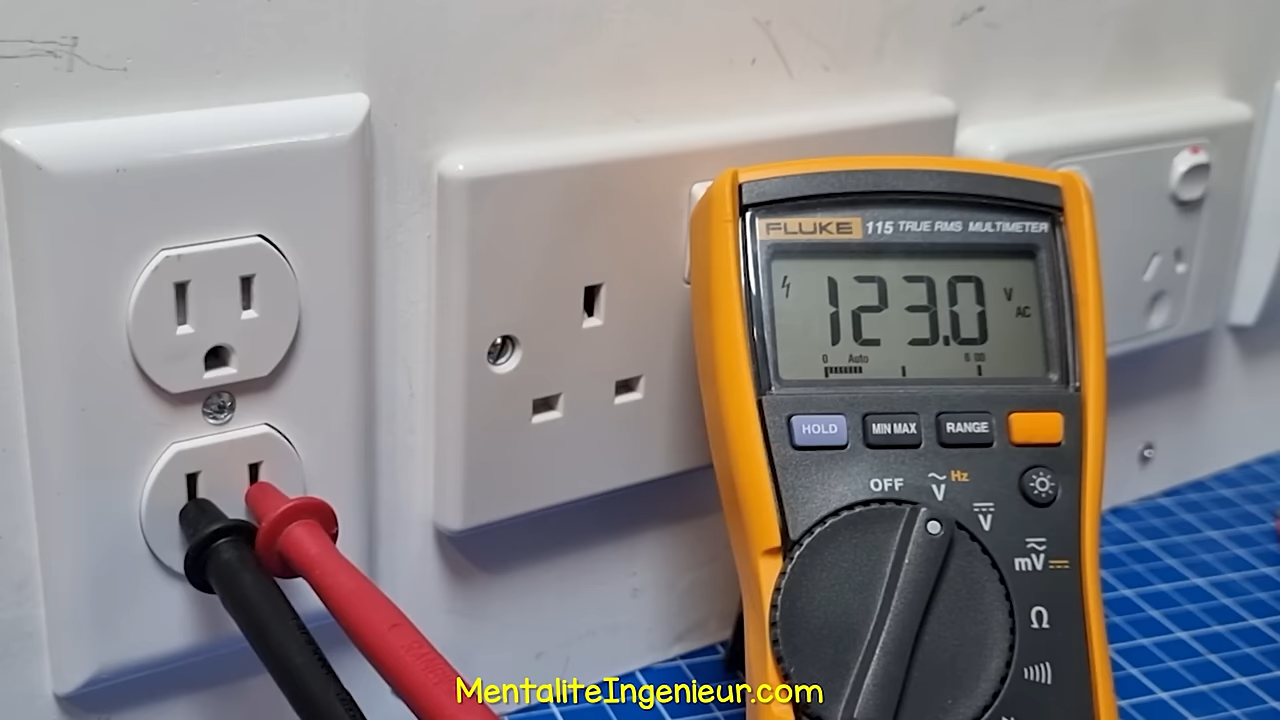 FLUKE 115 TRUE RMS MULTIMETER
123.0 V AC
0 Auto 600
HOLD MIN MAX RANGE
OFF V Hz
V
mV
Ω
MentaliteIngenieur.com